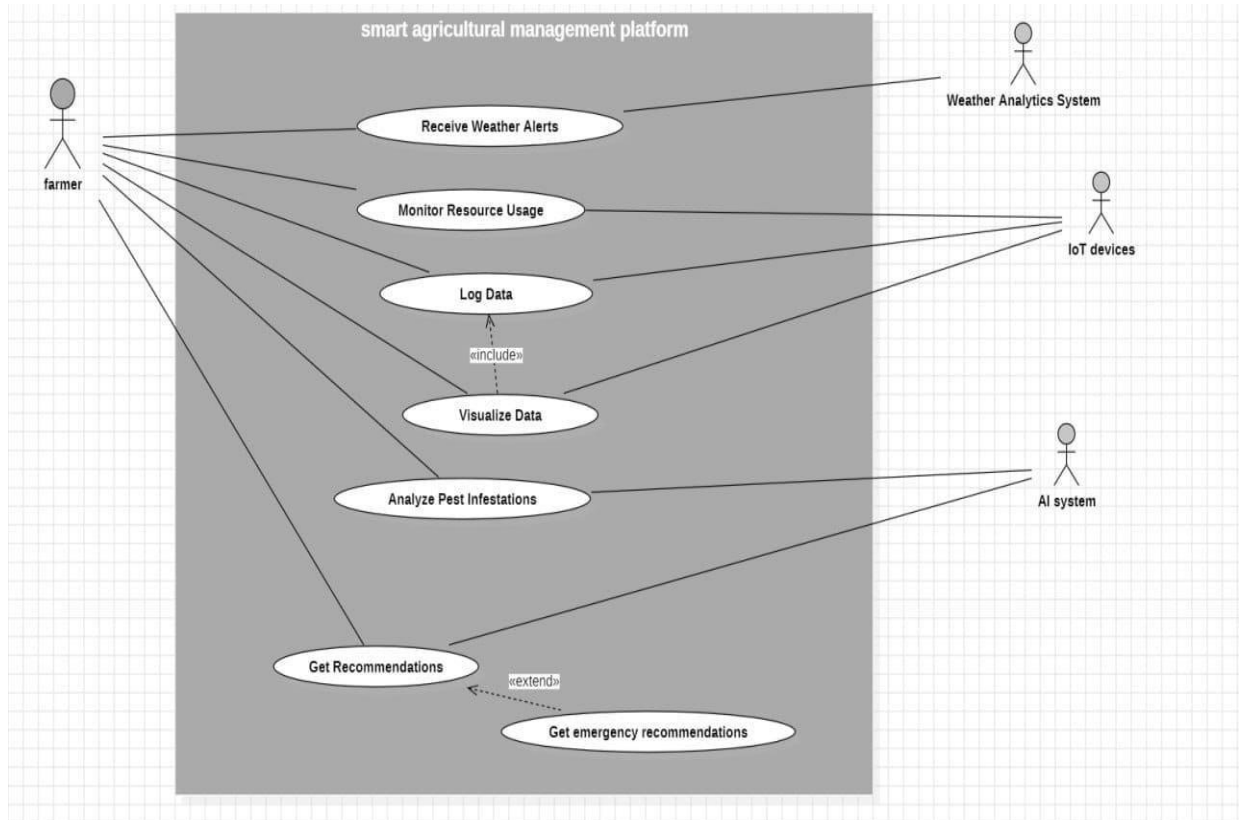 smart agricultural management platform
Weather Analytics System
Receive Weather Alerts
farmer
Monitor Resource Usage
IoT devices
Log Data
«include»
Visualize Data
Analyze Pest Infestations
AI system
Get Recommendations
«extend»
Get emergency recommendations